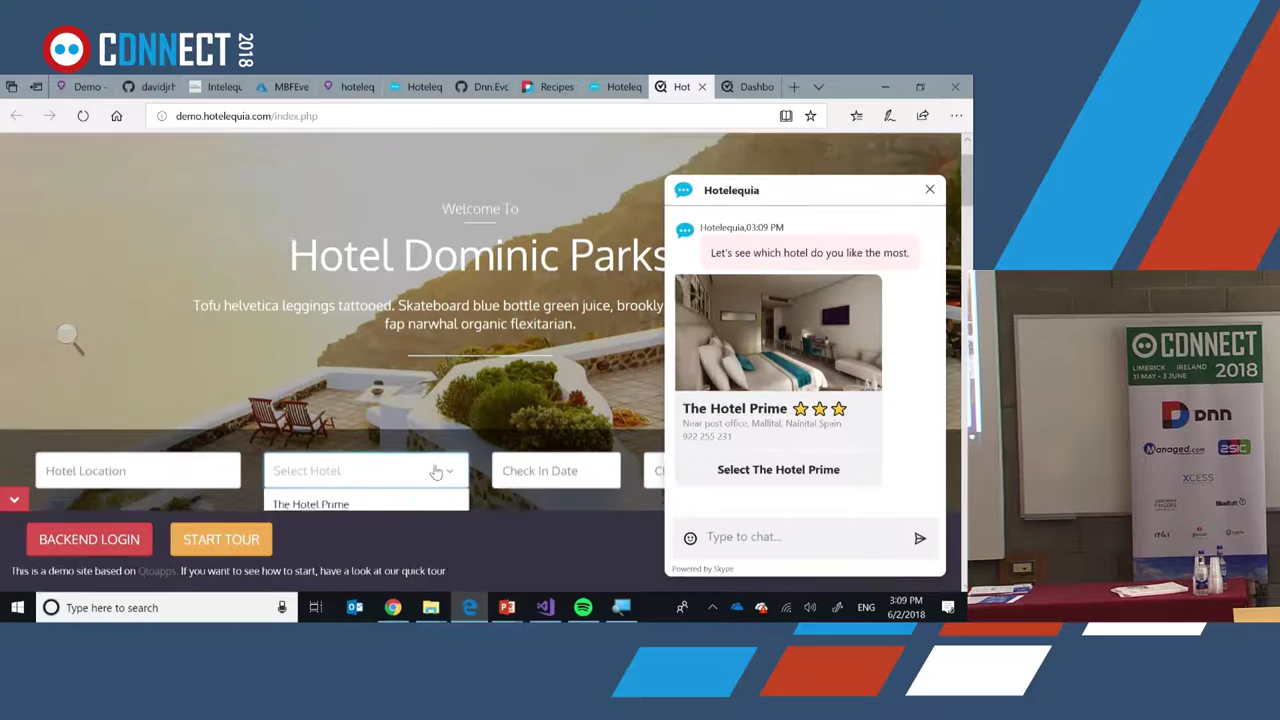 CDNNECT 2018
Demo
davidjrh
Intelequ
MBFEve
hoteleq
Hoteleq
Dnn.Evo
Recipes
Hoteleq
Hot
Dashbo
demo.hotelequia.com/index.php
Welcome To
Hotel Dominic Parks
Tofu helvetica leggings tattooed. Skateboard blue bottle green juice, brookly
fap narwhal organic flexitarian.
Hotel Location
Select Hotel
Check In Date
The Hotel Prime
BACKEND LOGIN
START TOUR
This is a demo site based on Qloapps. If you want to see how to start, have a look at our quick tour
Hotelequia
Hotelequia,03:09 PM
Let's see which hotel do you like the most.
The Hotel Prime
Near post office, Mallital, Nainital Spain
922 255 231
Select The Hotel Prime
Type to chat...
Powered by Skype
Type here to search
ENG
3:09 PM
6/2/2018
CDNNECT
LIMERICK IRELAND
31 MAY - 3 JUNE
2018
DNN
Managed.com
2SIC
XCESS